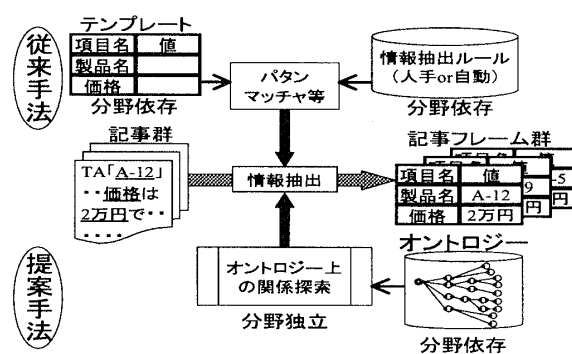 従来手法
テンプレート
項目名 値
製品名
価格
分野依存
パタン
マッチャ等
情報抽出ルール
(人手or自動)
分野依存
記事群
TA「A-12」
・・価格は
2万円で・・
・・・・・
情報抽出
記事フレーム群
項目名 値
製品名 A-12
価格 2万円
9
円
-5
円
提案手法
オントロジー上
の関係探索
分野独立
オントロジー
分野依存